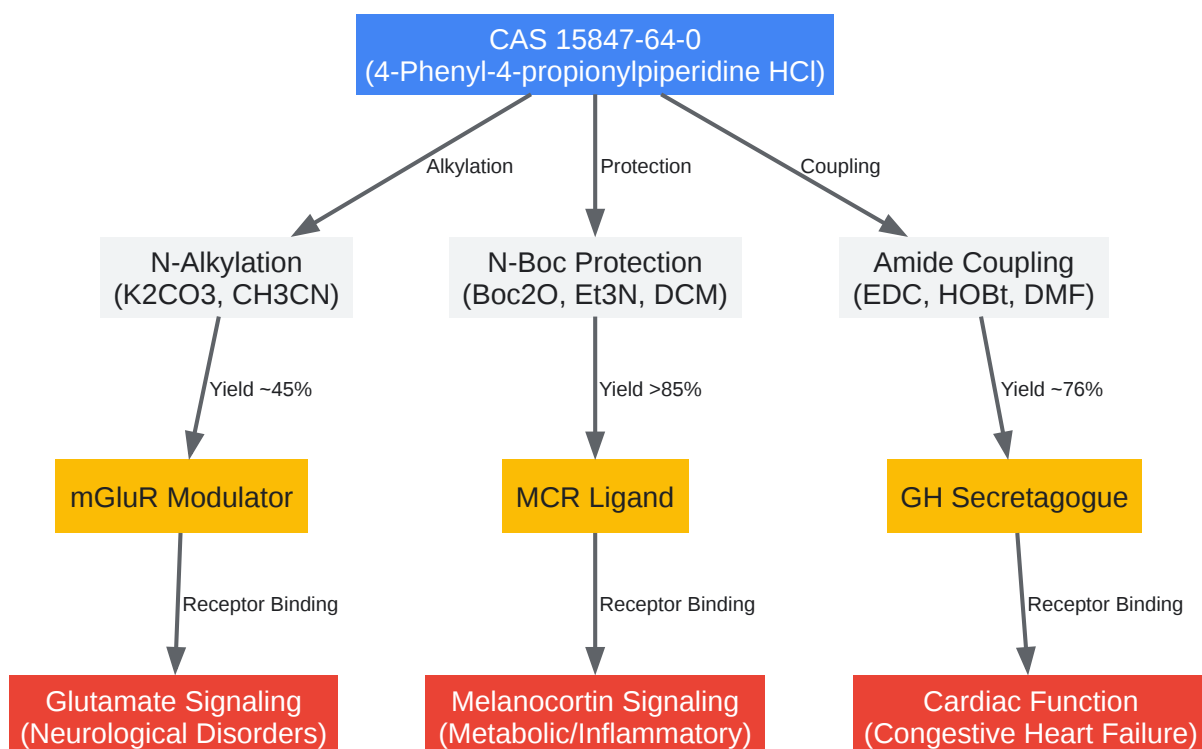 CAS 15847-64-0
(4-Phenyl-4-propionylpiperidine HCl)
Alkylation
Protection
Coupling
N-Alkylation
(K2CO3, CH3CN)
N-Boc Protection
(Boc2O, Et3N, DCM)
Amide Coupling
(EDC, HOBt, DMF)
Yield ~45%
Yield >85%
Yield ~76%
mGluR Modulator
MCR Ligand
GH Secretagogue
Receptor Binding
Receptor Binding
Receptor Binding
Glutamate Signaling
(Neurological Disorders)
Melanocortin Signaling
(Metabolic/Inflammatory)
Cardiac Function
(Congestive Heart Failure)